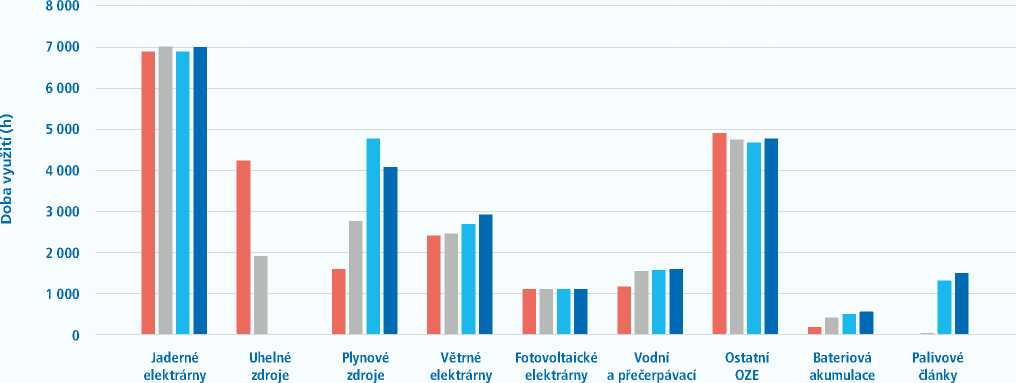 8 000
7 000
6 000
5 000
4 000
3 000
2 000
1 000
0
Doba využití (h)
Jaderné
elektrárny
Uhelné
zdroje
Plynové
zdroje
Větrné
elektrárny
Fotovoltaické
elektrárny
Vodní
a přečerpávací
Ostatní
OZE
Bateriová
akumulace
Palivové
články